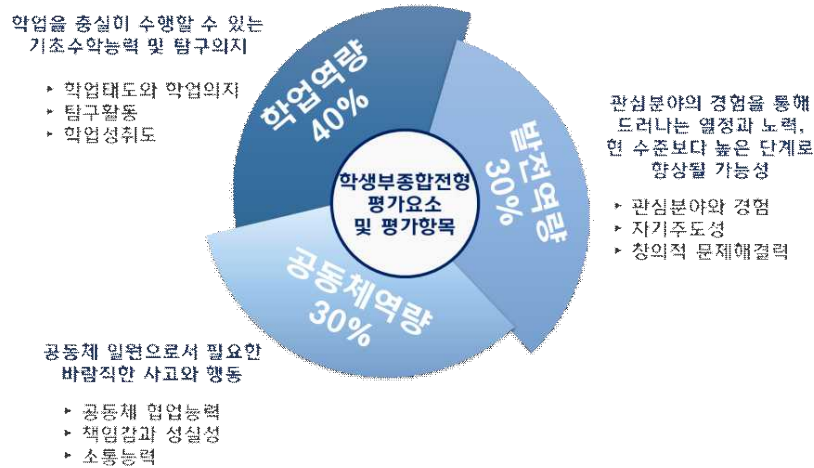 학업을 충실히 수행할 수 있는
기초수학능력 및 탐구의지
▸ 학업태도와 학업의지
▸ 탐구활동
▸ 학업성취도
학업역량
40%
발전역량
30%
관심분야의 경험을 통해
드러나는 열정과 노력,
현 수준보다 높은 단계로
향상될 가능성
▸ 관심분야와 경험
▸ 자기주도성
▸ 창의적 문제해결력
학생부종합전형
평가요소
및 평가항목
공동체역량
30%
공동체 일원으로서 필요한
바람직한 사고와 행동
▸ 공동체 협업능력
▸ 책임감과 성실성
▸ 소통능력